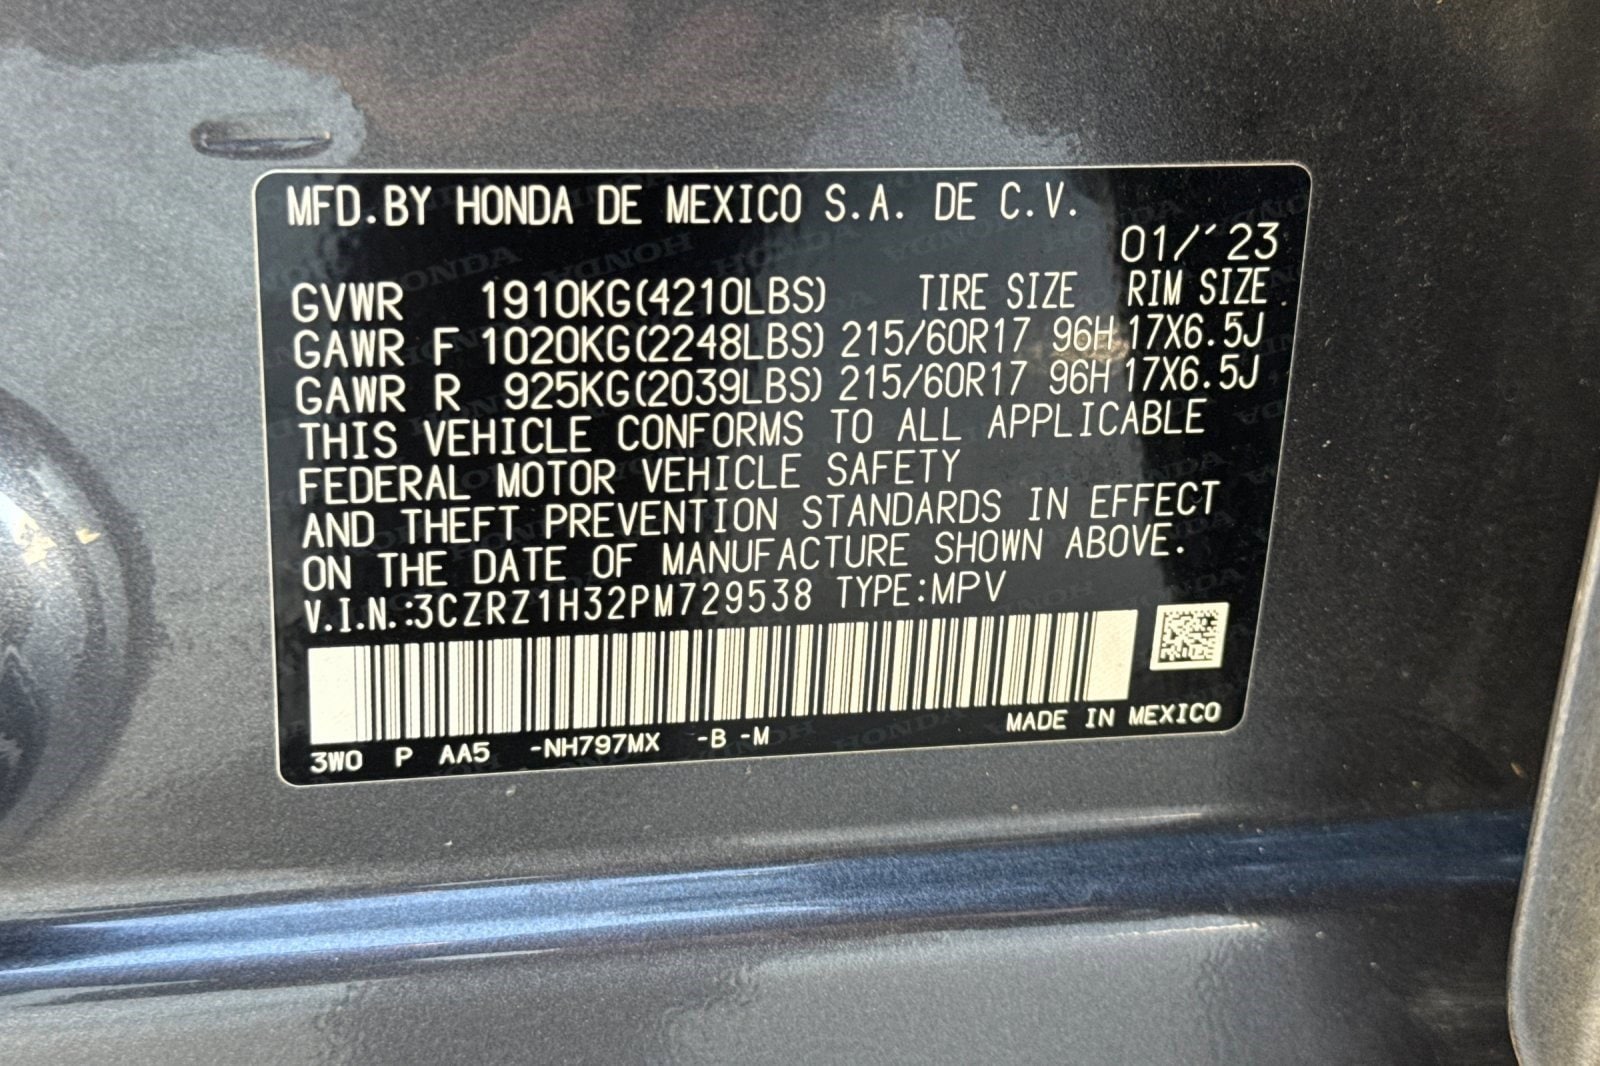 MFD.BY HONDA DE MEXICO S.A. DE C.V.
01/´23
GVWR 1910KG(4210LBS) TIRE SIZE RIM SIZE
GAWR F 1020KG(2248LBS) 215/60R17 96H 17X6.5J
GAWR R 925KG(2039LBS) 215/60R17 96H 17X6.5J
THIS VEHICLE CONFORMS TO ALL APPLICABLE
FEDERAL MOTOR VEHICLE SAFETY
AND THEFT PREVENTION STANDARDS IN EFFECT
ON THE DATE OF MANUFACTURE SHOWN ABOVE.
V.I.N.:3CZRZ1H32PM729538 TYPE:MPV
MADE IN MEXICO
3W0 P AA5 -NH797MX -B -M